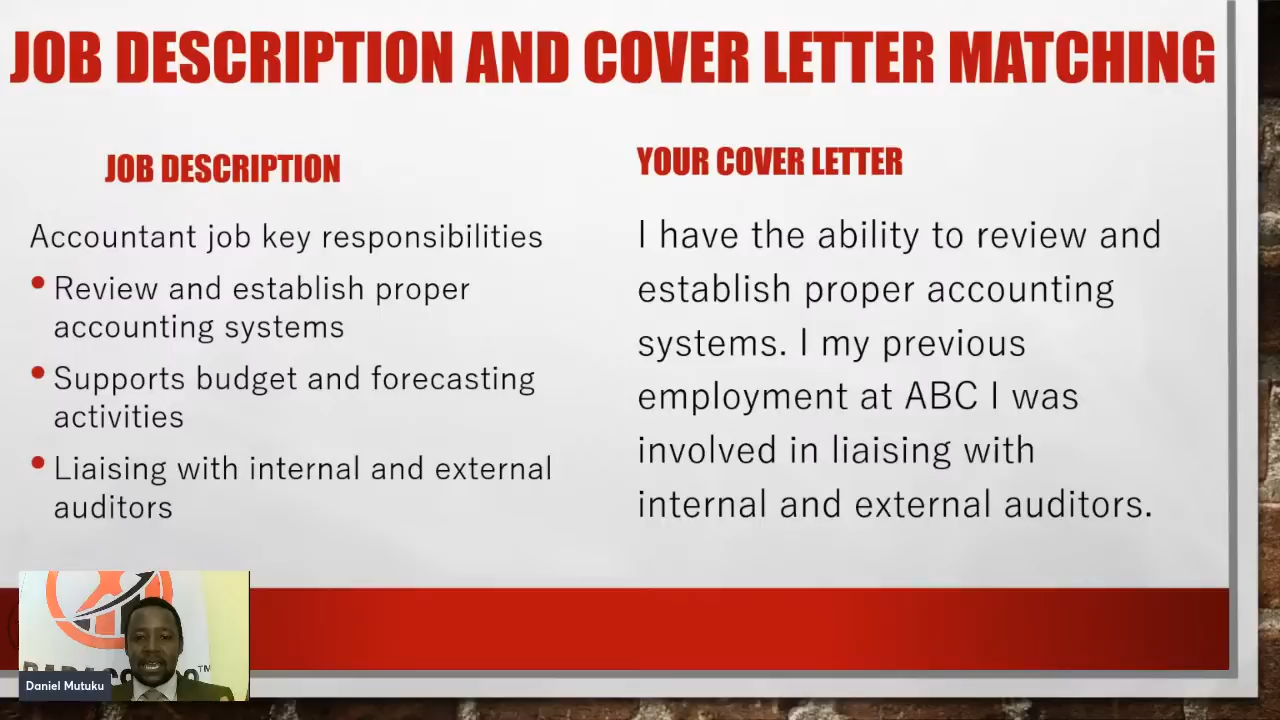 JOB DESCRIPTION AND COVER LETTER MATCHING
JOB DESCRIPTION
Accountant job key responsibilities
• Review and establish proper
accounting systems
• Supports budget and forecasting
activities
• Liaising with internal and external
auditors
YOUR COVER LETTER
I have the ability to review and
establish proper accounting
systems. I my previous
employment at ABC I was
involved in liaising with
internal and external auditors.
Daniel Mutuku